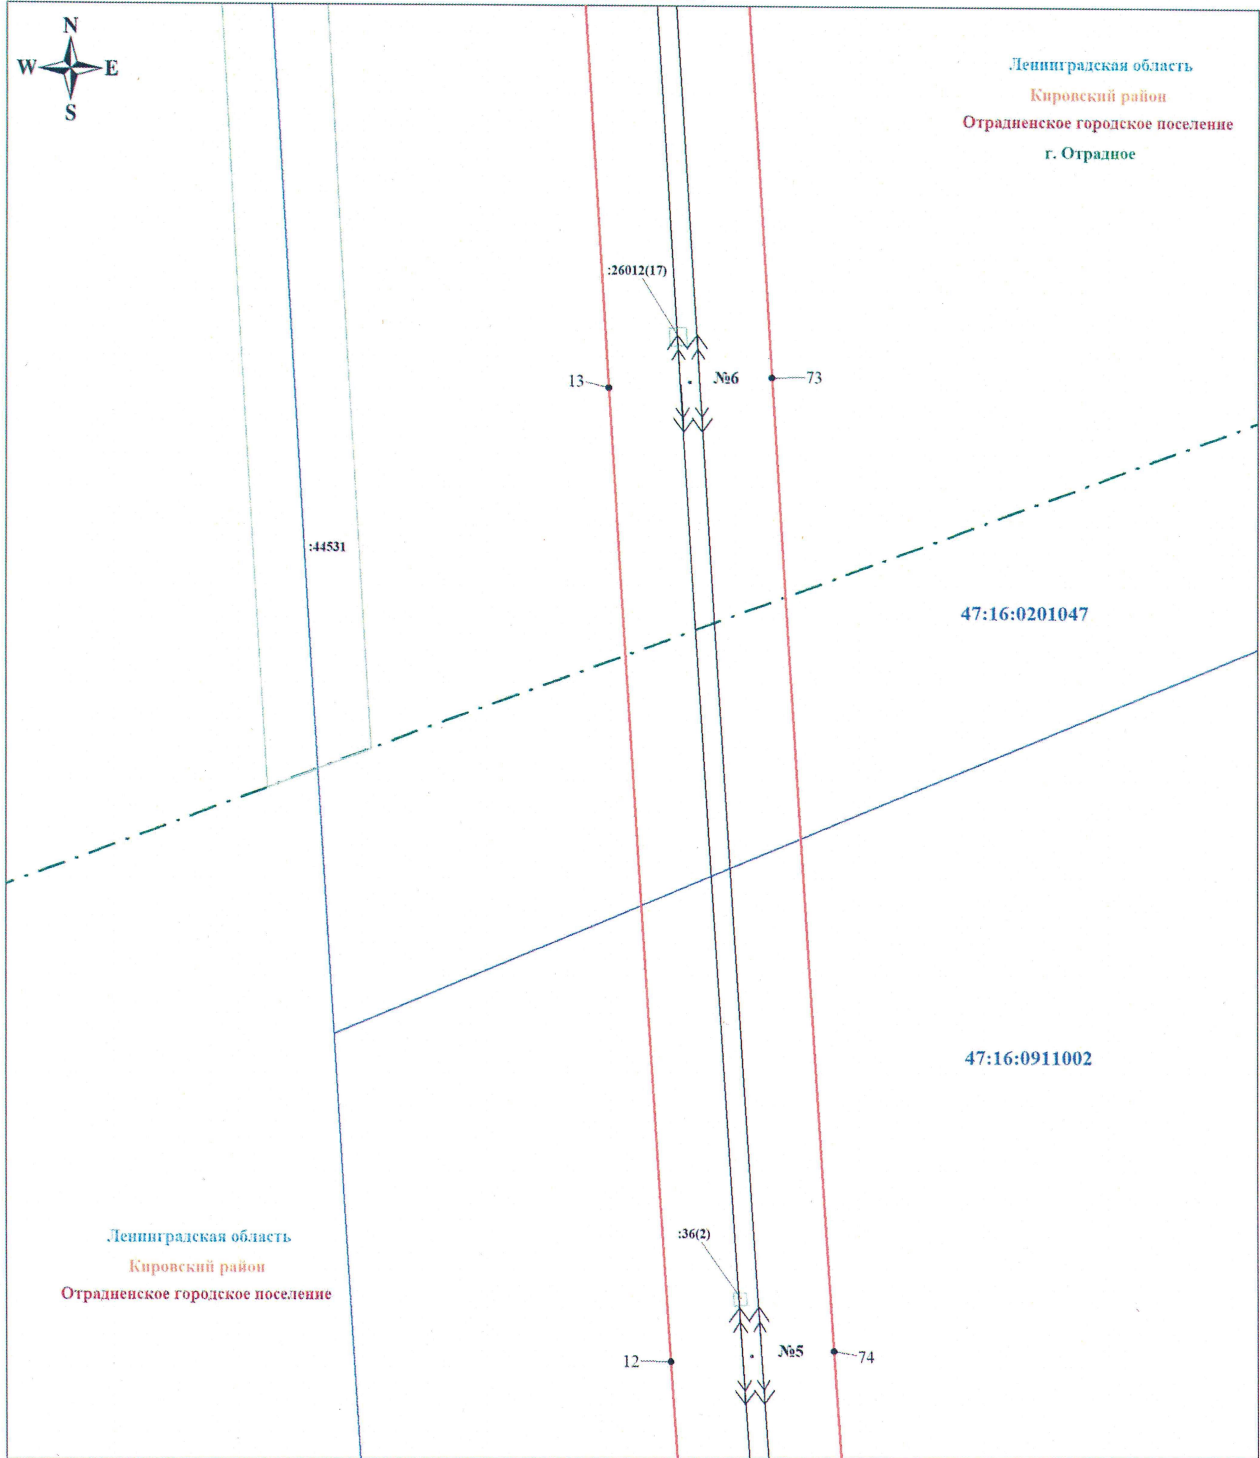 N
W E
S
Ленинградская область
Кировский район
Отрадненское городское поселение
г. Отрадное
:26012(17)
13
№6
73
:44531
47:16:0201047
47:16:0911002
Ленинградская область
Кировский район
Отрадненское городское поселение
:36(2)
12
№5
74